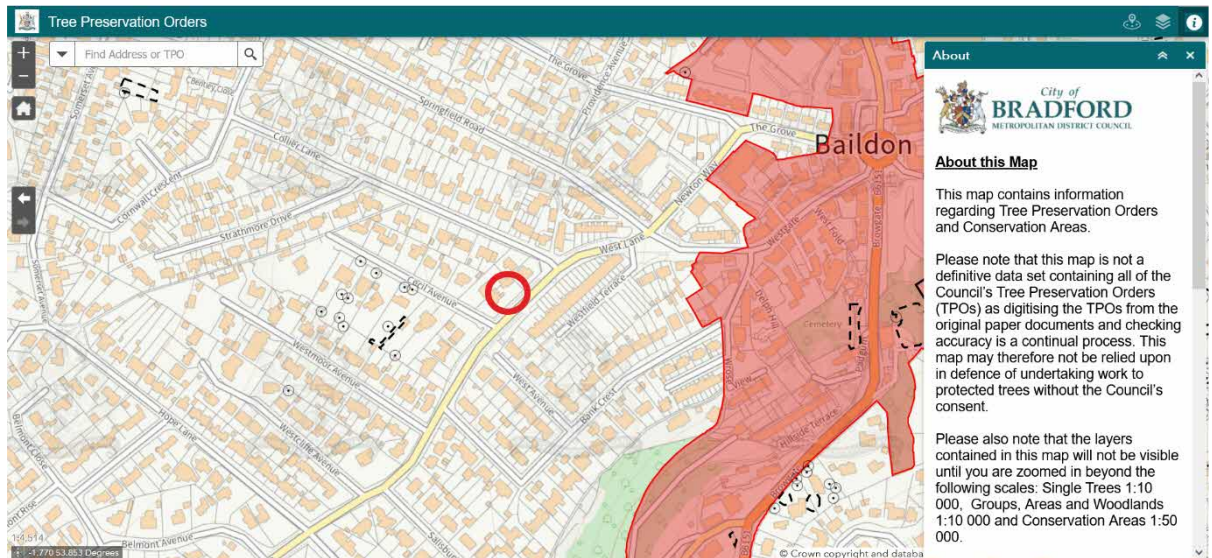 Tree Preservation Orders
Find Address or TPO
About
City of
BRADFORD
METROPOLITAN DISTRICT COUNCIL
About this Map
This map contains information
regarding Tree Preservation Orders
and Conservation Areas.
Please note that this map is not a
definitive data set containing all of the
Council's Tree Preservation Orders
(TPOs) as digitising the TPOs from the
original paper documents and checking
accuracy is a continual process. This
map may therefore not be relied upon
in defence of undertaking work to
protected trees without the Council's
consent.
Please also note that the layers
contained in this map will not be visible
until you are zoomed in beyond the
following scales: Single Trees 1:10
000, Groups, Areas and Woodlands
1:10 000 and Conservation Areas 1:50
000.
The Grove
Providence Avenue
Springfield Road
Collier Lane
Cornwall Crescent
Strathmore Drive
Newton Way
The Grove
Baildon
B6151
Browgate
Westgate
West Fold
West Lane
Cecil Avenue
Westfield Terrace
Delph Hill
Cemetery
Westmoor Avenue
West Avenue
Bank Crest
View
Hillside Terrace
Hope Lane
Westcliffe Avenue
Belmont Close
Belmont Avenue
1:4,514
-1.770 53.853 Degrees
© Crown copyright and databa